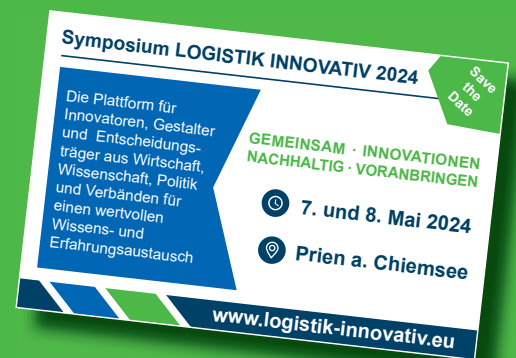 Symposium LOGISTIK INNOVATIV 2024
Save
the
Date
Die Plattform für
Innovatoren, Gestalter
und Entscheidungs-
träger aus Wirtschaft,
Wissenschaft, Politik
und Verbänden für
einen wertvollen
Wissens- und
Erfahrungsaustausch
GEMEINSAM · INNOVATIONEN
NACHHALTIG · VORANBRINGEN
7. und 8. Mai 2024
Prien a. Chiemsee
www.logistik-innovativ.eu